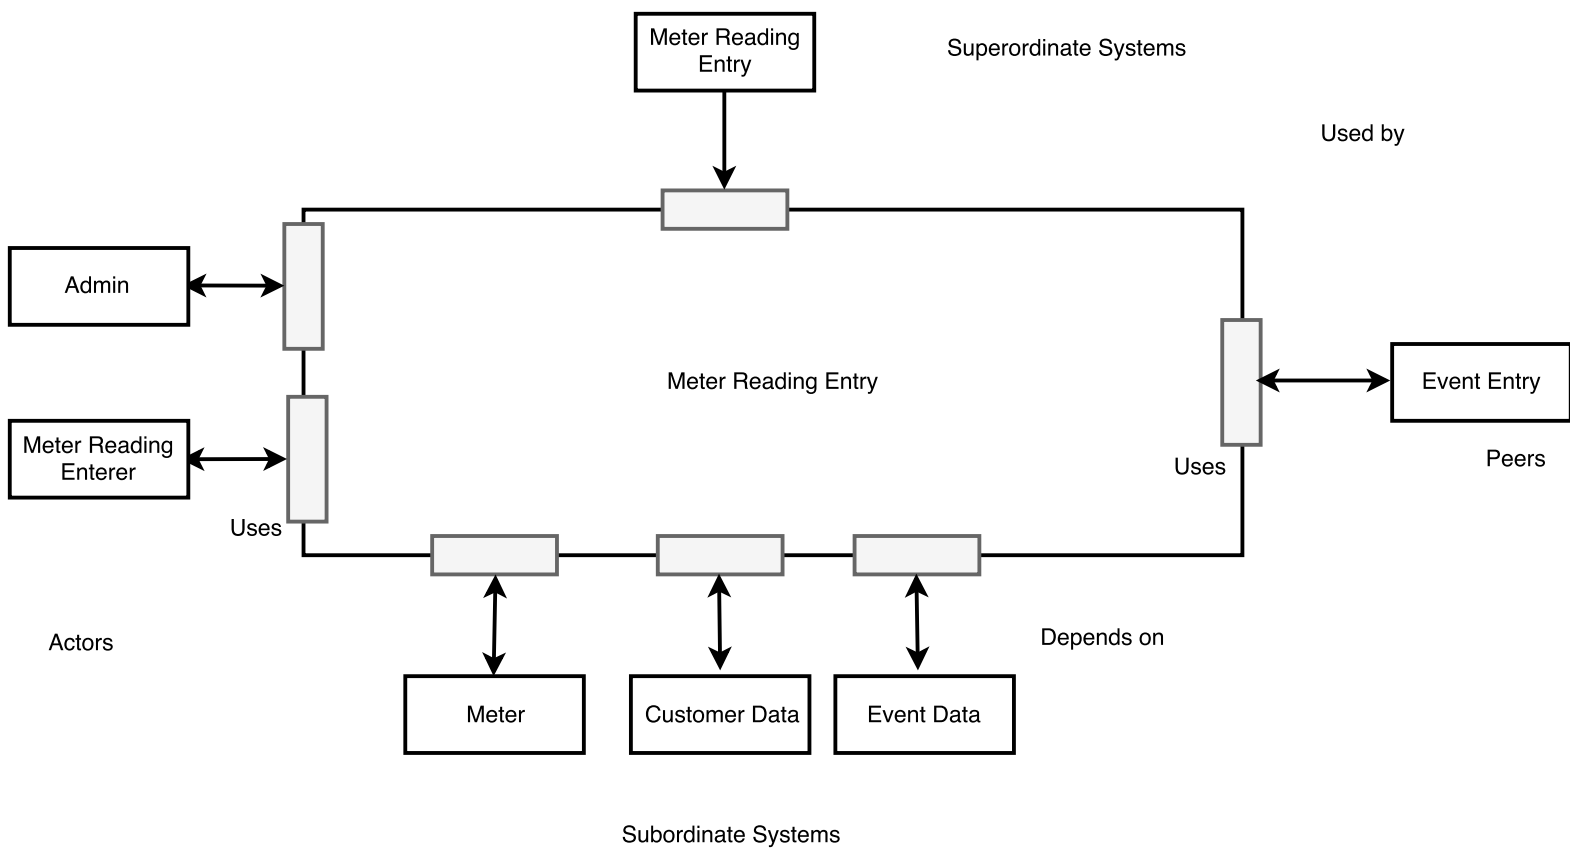 Meter Reading
Entry
Superordinate Systems
Used by
Admin
Meter Reading Entry
Event Entry
Meter Reading
Enterer
Peers
Uses
Uses
Actors
Depends on
Meter
Customer Data
Event Data
Subordinate Systems